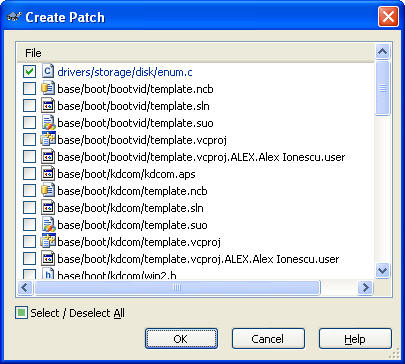 Create Patch
File
drivers/storage/disk/enum.c
base/boot/bootvid/template.ncb
base/boot/bootvid/template.sln
base/boot/bootvid/template.suo
base/boot/bootvid/template.vcproj
base/boot/bootvid/template.vcproj.ALEX.Alex Ionescu.user
base/boot/kdcom/kdcom.aps
base/boot/kdcom/template.ncb
base/boot/kdcom/template.sln
base/boot/kdcom/template.suo
base/boot/kdcom/template.vcproj
base/boot/kdcom/template.vcproj.ALEX.Alex Ionescu.user
base/boot/kdcom/win2.h
Select / Deselect All
OK Cancel Help